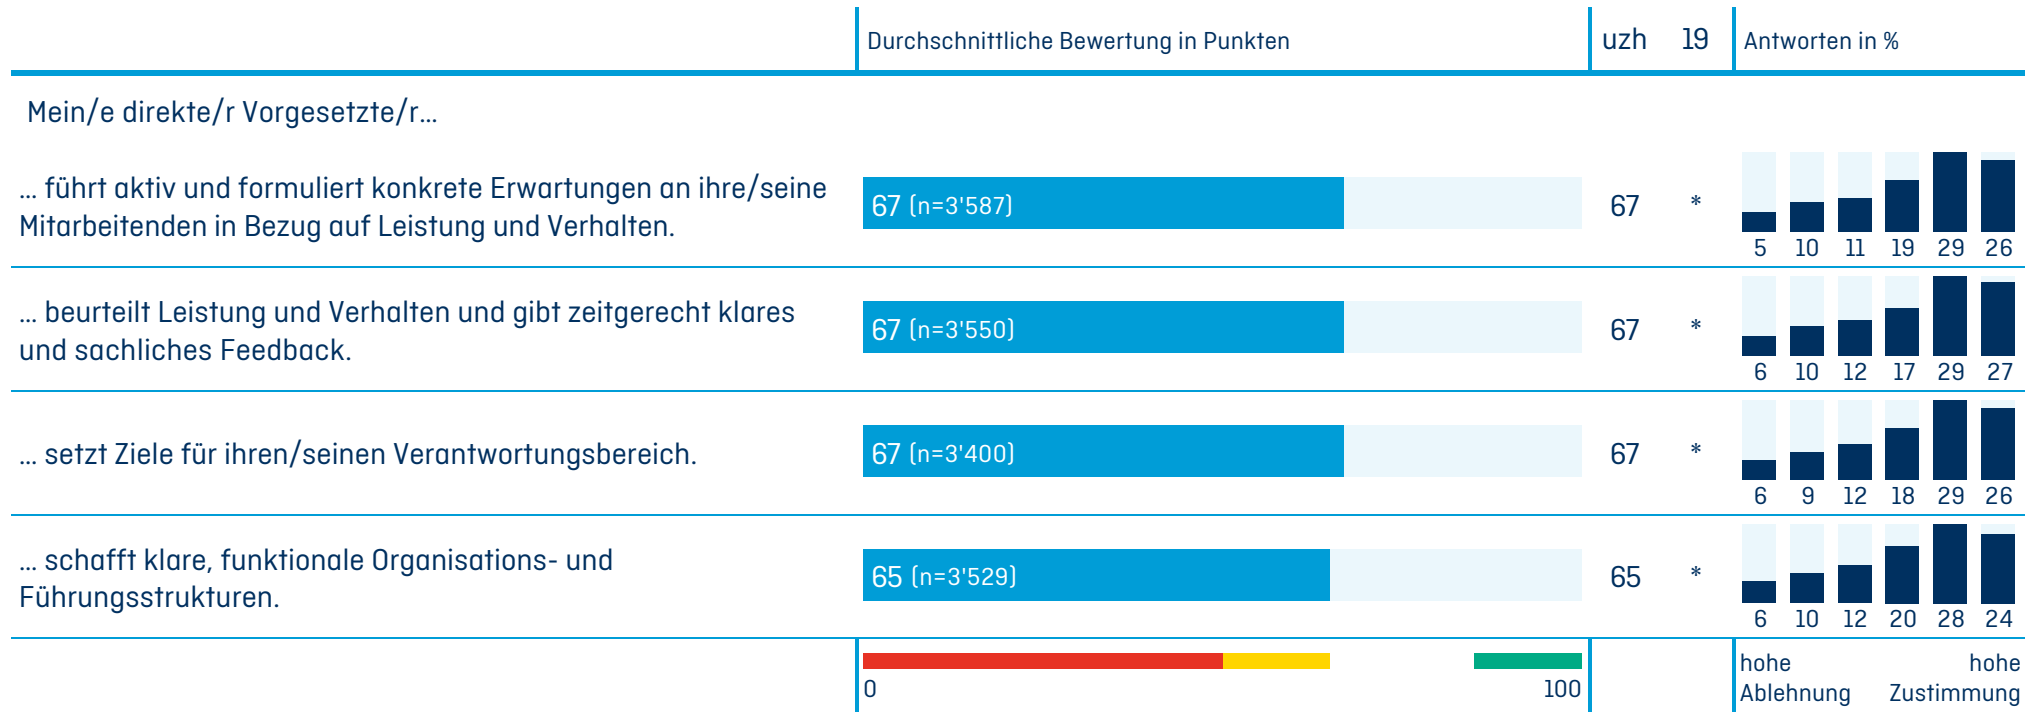 Durchschnittliche Bewertung in Punkten uzh 19 Antworten in %
Mein/e direkte/r Vorgesetzte/r...
... führt aktiv und formuliert konkrete Erwartungen an ihre/seine
Mitarbeitenden in Bezug auf Leistung und Verhalten.
67 (n=3'587) 67 *
5 10 11 19 29 26
... beurteilt Leistung und Verhalten und gibt zeitgerecht klares
und sachliches Feedback.
67 (n=3'550) 67 *
6 10 12 17 29 27
... setzt Ziele für ihren/seinen Verantwortungsbereich.
67 (n=3'400) 67 *
6 9 12 18 29 26
... schafft klare, funktionale Organisations- und
Führungsstrukturen.
65 (n=3'529) 65 *
6 10 12 20 28 24
0 100
hohe Ablehnung
hohe Zustimmung